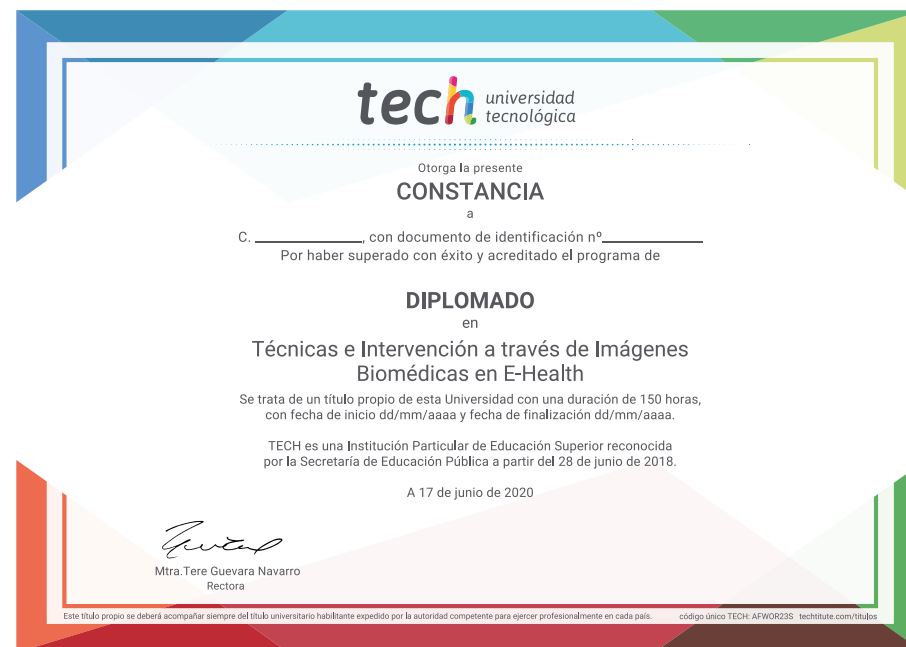 tech universidad
tecnológica
Otorga la presente
CONSTANCIA
a
C. ____________, con documento de identificación nº____________
Por haber superado con éxito y acreditado el programa de
DIPLOMADO
en
Técnicas e Intervención a través de Imágenes
Biomédicas en E-Health
Se trata de un título propio de esta Universidad con una duración de 150 horas,
con fecha de inicio dd/mm/aaaa y fecha de finalización dd/mm/aaaa.
TECH es una Institución Particular de Educación Superior reconocida
por la Secretaría de Educación Pública a partir del 28 de junio de 2018.
A 17 de junio de 2020
Mtra.Tere Guevara Navarro
Rectora
Este título propio se deberá acompañar siempre del título universitario habilitante expedido por la autoridad competente para ejercer profesionalmente en cada país. código único TECH: AFWOR23S techtitute.com/titulos